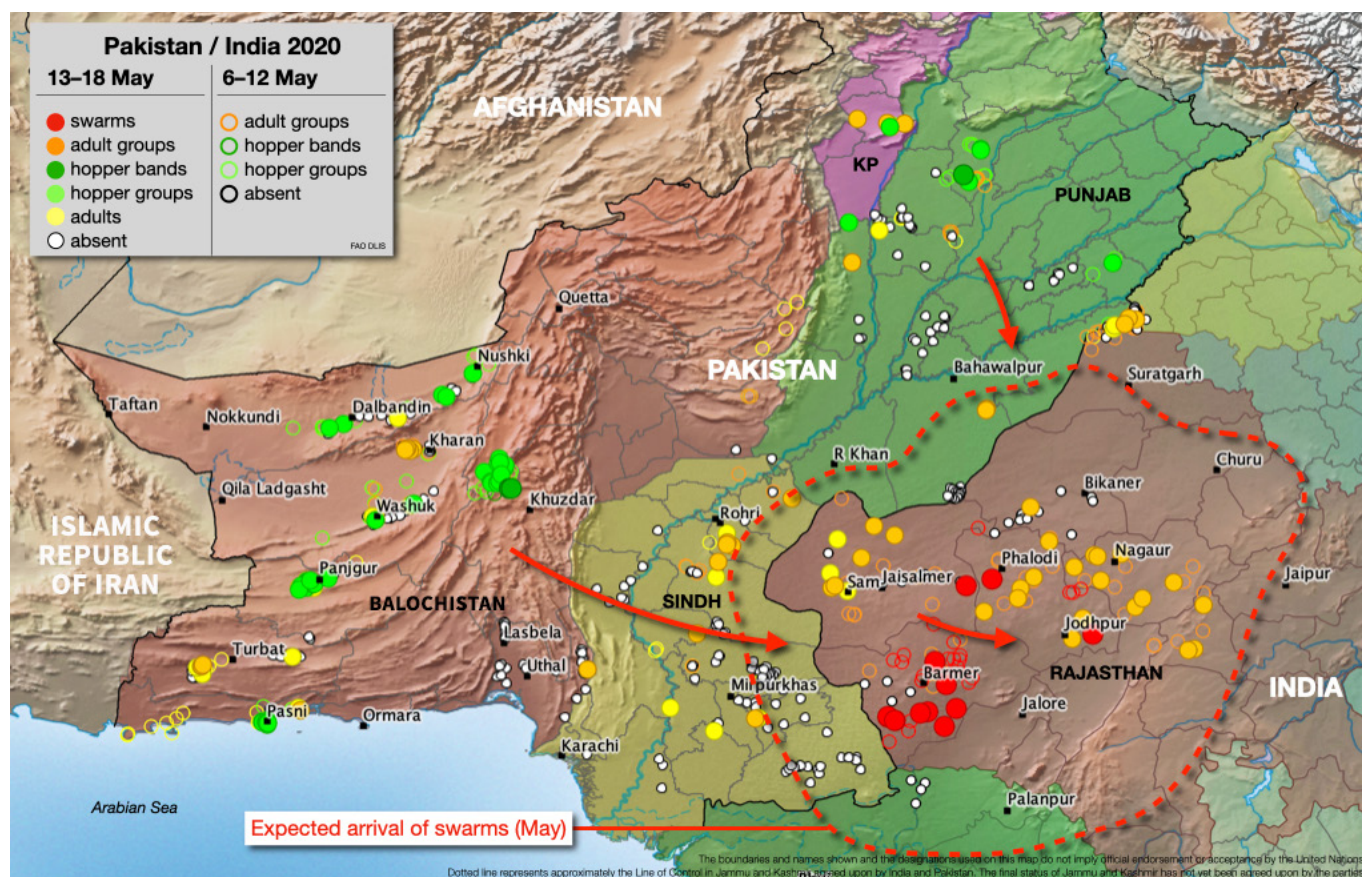 Pakistan / India 2020
13–18 May
6–12 May
swarms
adult groups
hopper bands
hopper groups
adults
absent
adult groups
hopper bands
hopper groups
absent
FAO DLIS
AFGHANISTAN
KP
PUNJAB
Quetta
Nushki
PAKISTAN
Bahawalpur
Suratgarh
Taftan
Nokkundi
Dalbandin
Kharan
R Khan
Churu
Qila Ladgasht
Washuk
Khuzdar
Rohri
Bikaner
ISLAMIC
REPUBLIC
OF IRAN
Panjgur
Phalodi
Nagaur
Sam
Jaisalmer
Jaipur
BALOCHISTAN
SINDH
Lasbela
Jodhpur
Turbat
Uthal
Barmer
RAJASTHAN
INDIA
Mirpurkhas
Pasni
Ormara
Jalore
Karachi
Arabian Sea
Palanpur
Expected arrival of swarms (May)
The boundaries and names shown and the designations used on this map do not imply official endorsement or acceptance by the United Nations
Dotted line represents approximately the Line of Control in Jammu and Kashmir agreed upon by India and Pakistan. The final status of Jammu and Kashmir has not yet been agreed upon by the parties